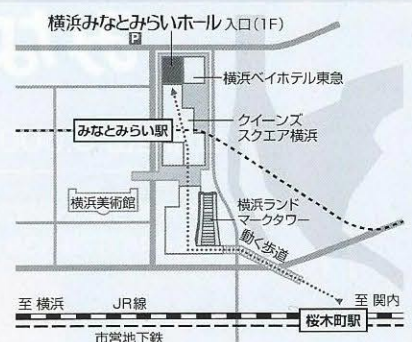 横浜みなとみらいホール 入口(1F)
P
横浜ベイホテル東急
クイーンズ
スクエア横浜
みなとみらい駅
横浜美術館
横浜ランド
マークタワー
動く歩道
至 横浜
JR線
至 関内
桜木町駅
市営地下鉄